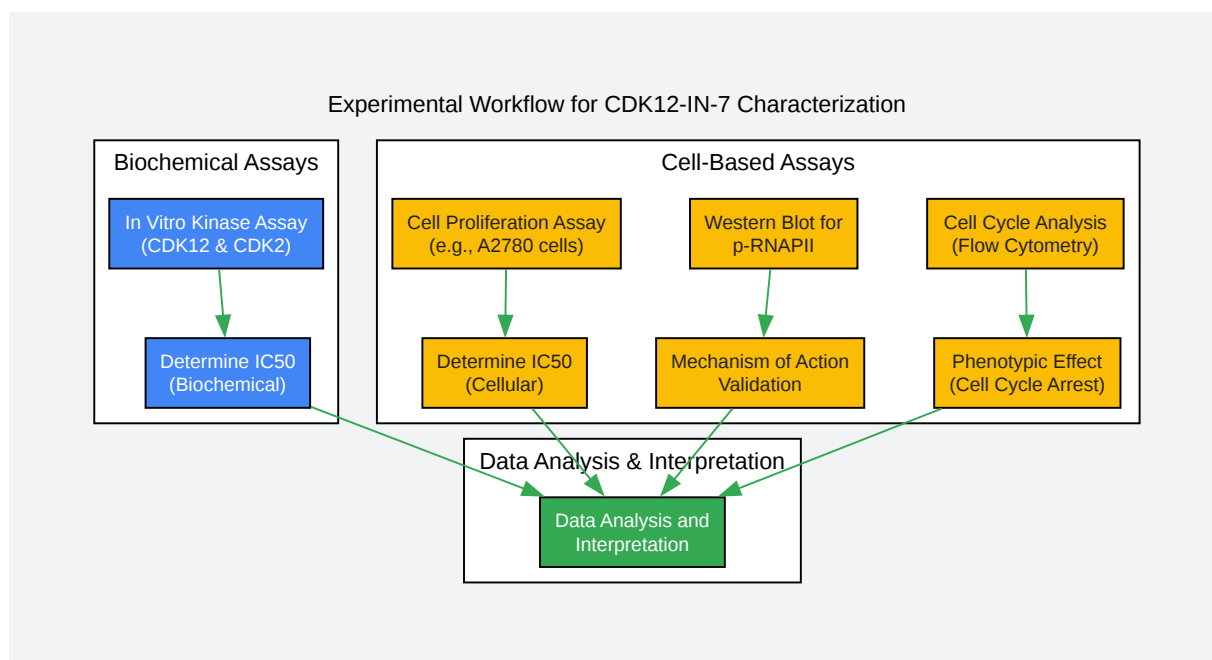 Experimental Workflow for CDK12-IN-7 Characterization
Biochemical Assays
In Vitro Kinase Assay
(CDK12 & CDK2)
Determine IC50
(Biochemical)
Cell-Based Assays
Cell Proliferation Assay
(e.g., A2780 cells)
Western Blot for
p-RNAPII
Cell Cycle Analysis
(Flow Cytometry)
Determine IC50
(Cellular)
Mechanism of Action
Validation
Phenotypic Effect
(Cell Cycle Arrest)
Data Analysis & Interpretation
Data Analysis and
Interpretation